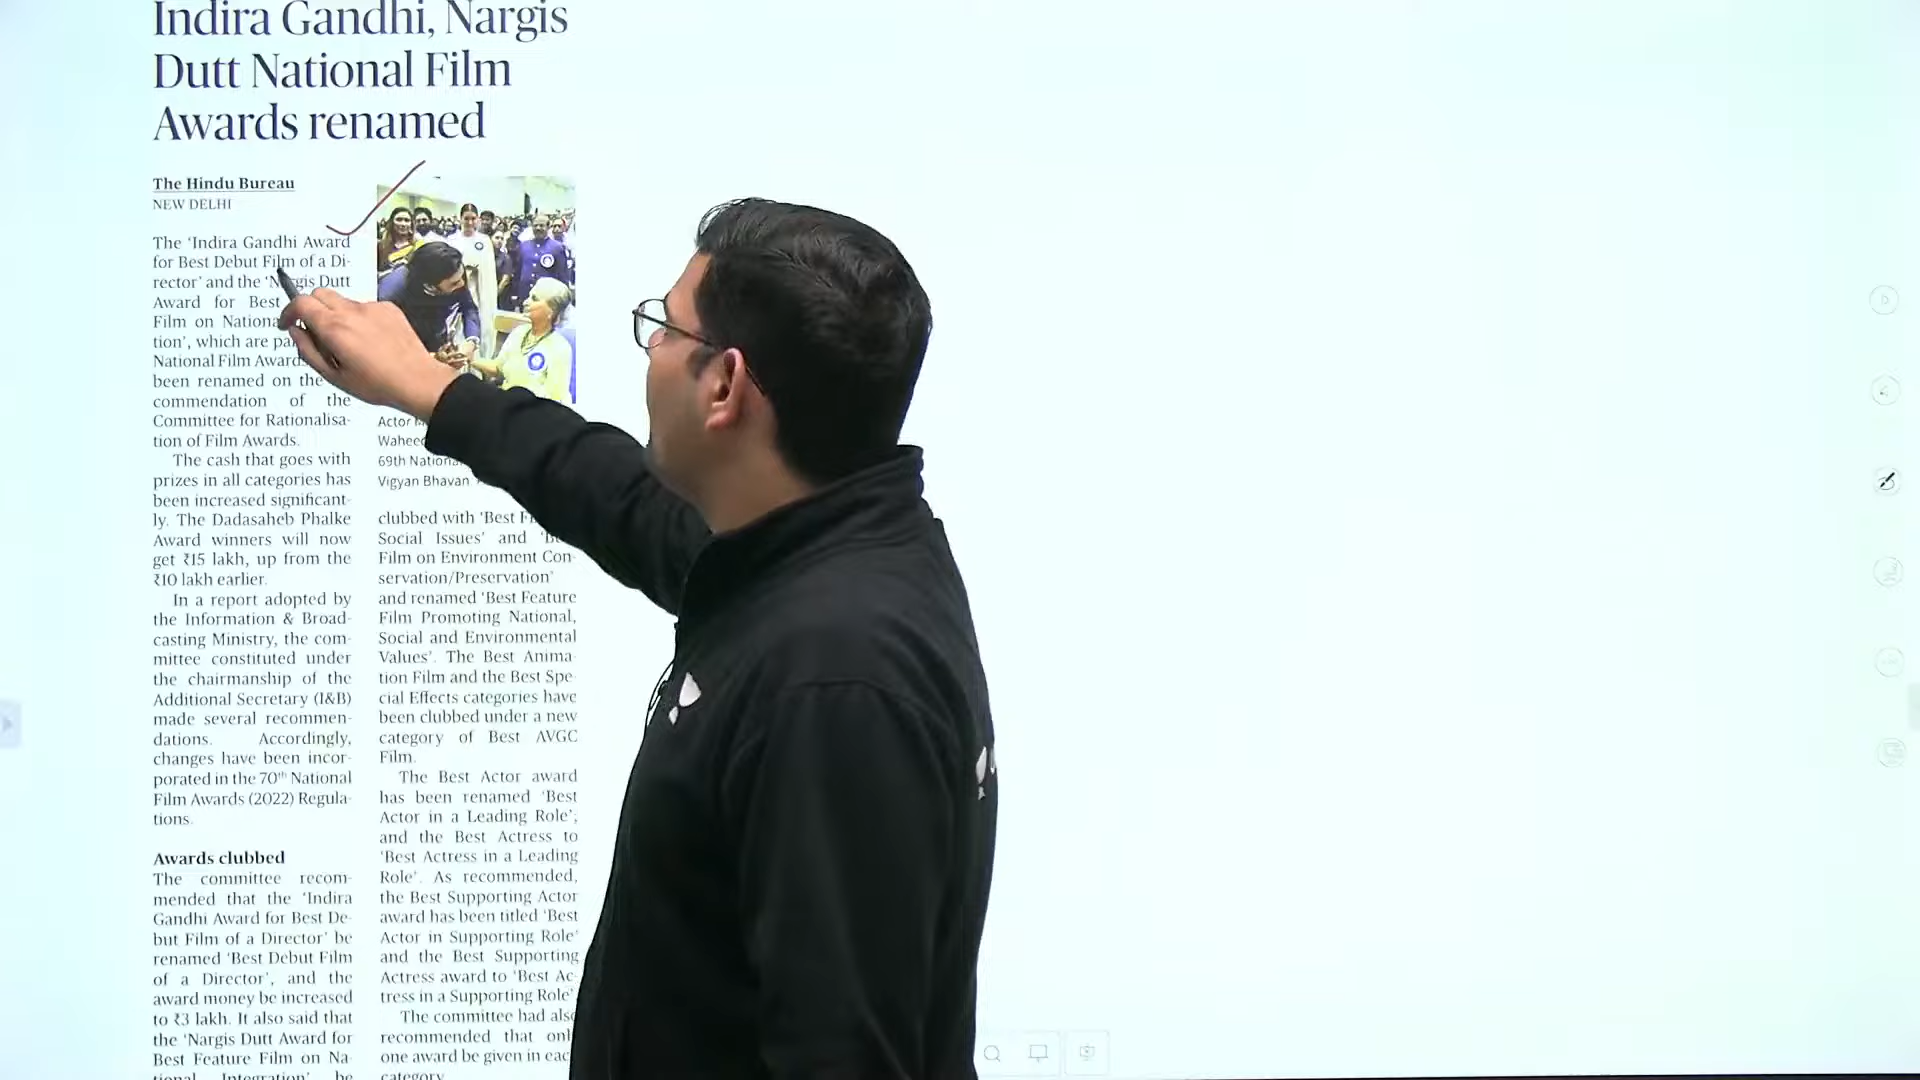 Indira Gandhi, Nargis
Dutt National Film
Awards renamed
The Hindu Bureau
NEW DELHI
The ‘Indira Gandhi Award
for Best Debut Film of a Di-
rector’ and the ‘Nargis Dutt
Award for Best
Film on Nationa
tion’, which are pa
National Film Award
been renamed on the
commendation of the
Committee for Rationalisa-
tion of Film Awards.
The cash that goes with
prizes in all categories has
been increased significant-
ly. The Dadasaheb Phalke
Award winners will now
get ₹15 lakh, up from the
₹10 lakh earlier.
In a report adopted by
the Information & Broad-
casting Ministry, the com-
mittee constituted under
the chairmanship of the
Additional Secretary (I&B)
made several recommen-
dations. Accordingly,
changes have been incor-
porated in the 70th National
Film Awards (2022) Regula-
tions.
Awards clubbed
The committee recom-
mended that the ‘Indira
Gandhi Award for Best De-
but Film of a Director’ be
renamed ‘Best Debut Film
of a Director’, and the
award money be increased
to ₹3 lakh. It also said that
the ‘Nargis Dutt Award for
Best Feature Film on Na-
tional Integration’ be
Actor
Waheed
69th Nationa
Vigyan Bhavan
clubbed with ‘Best
Social Issues’ and
Film on Environment Con-
servation/Preservation’
and renamed ‘Best Feature
Film Promoting National,
Social and Environmental
Values’. The Best Anima-
tion Film and the Best Spe-
cial Effects categories have
been clubbed under a new
category of Best AVGC
Film.
The Best Actor award
has been renamed ‘Best
Actor in a Leading Role’;
and the Best Actress to
‘Best Actress in a Leading
Role’. As recommended,
the Best Supporting Actor
award has been titled ‘Best
Actor in Supporting Role’
and the Best Supporting
Actress award to ‘Best Ac-
tress in a Supporting Role’
The committee had also
recommended that only
one award be given in each
category.